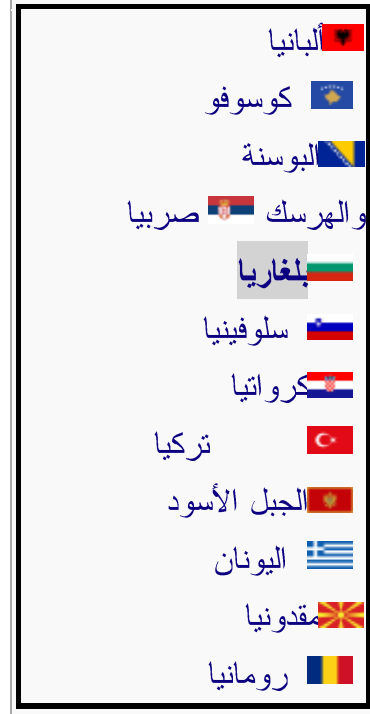 ألبانيا
كوسوفو
البوسنة
والهرسك صربيا
بلغاريا
سلوفينيا
كرواتيا
تركيا
الجبل الأسود
اليونان
مقدونيا
رومانيا